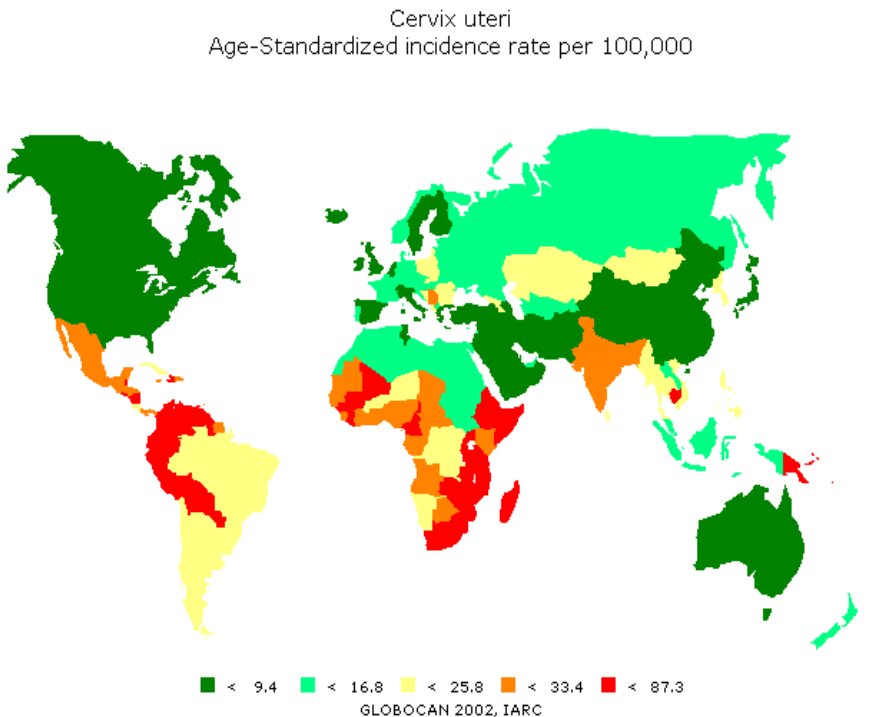 Cervix uteri
Age-Standardized incidence rate per 100,000
< 9.4 < 16.8 < 25.8 < 33.4 < 87.3
GLOBOCAN 2002, IARC